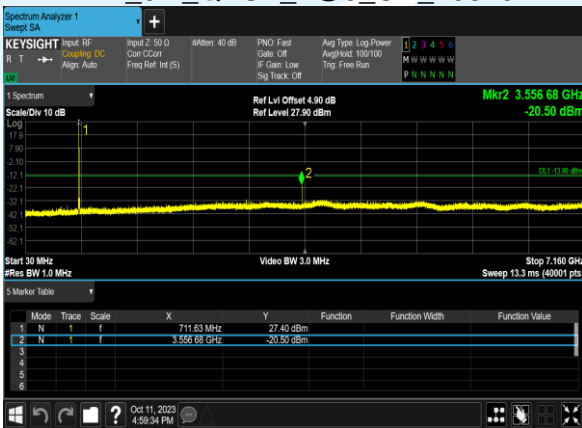 Spectrum Analyzer 1
Swept SA
+
KEYSIGHT Input: RF Input Z: 50 Ω #Atten: 40 dB PNO: Fast Avg Type: Log-Power 1 2 3 4 5 6
R T Coupling: DC Corr CCorr Gate: Off Avg|Hold: 100/100 M W W W W W
Align: Auto Freq Ref: Int (S) IF Gain: Low Trig: Free Run
Sig Track: Off P N N N N N
LW
1 Spectrum Ref Lvl Offset 4.90 dB Mkr2 3.556 68 GHz
Scale/Div 10 dB Ref Level 27.90 dBm -20.50 dBm
Log
17.9 1
7.90
-2.10
-12.1 2 DL1 -13.00 dBm
-22.1
-32.1
-42.1
-52.1
-62.1
Start 30 MHz Video BW 3.0 MHz Stop 7.160 GHz
#Res BW 1.0 MHz Sweep 13.3 ms (40001 pts
5 Marker Table
Mode Trace Scale X Y Function Function Width Function Value
1 N 1 f 711.63 MHz 27.40 dBm
2 N 1 f 3.556 68 GHz -20.50 dBm
3
4
5
6
? Oct 11, 2023
4:59:34 PM